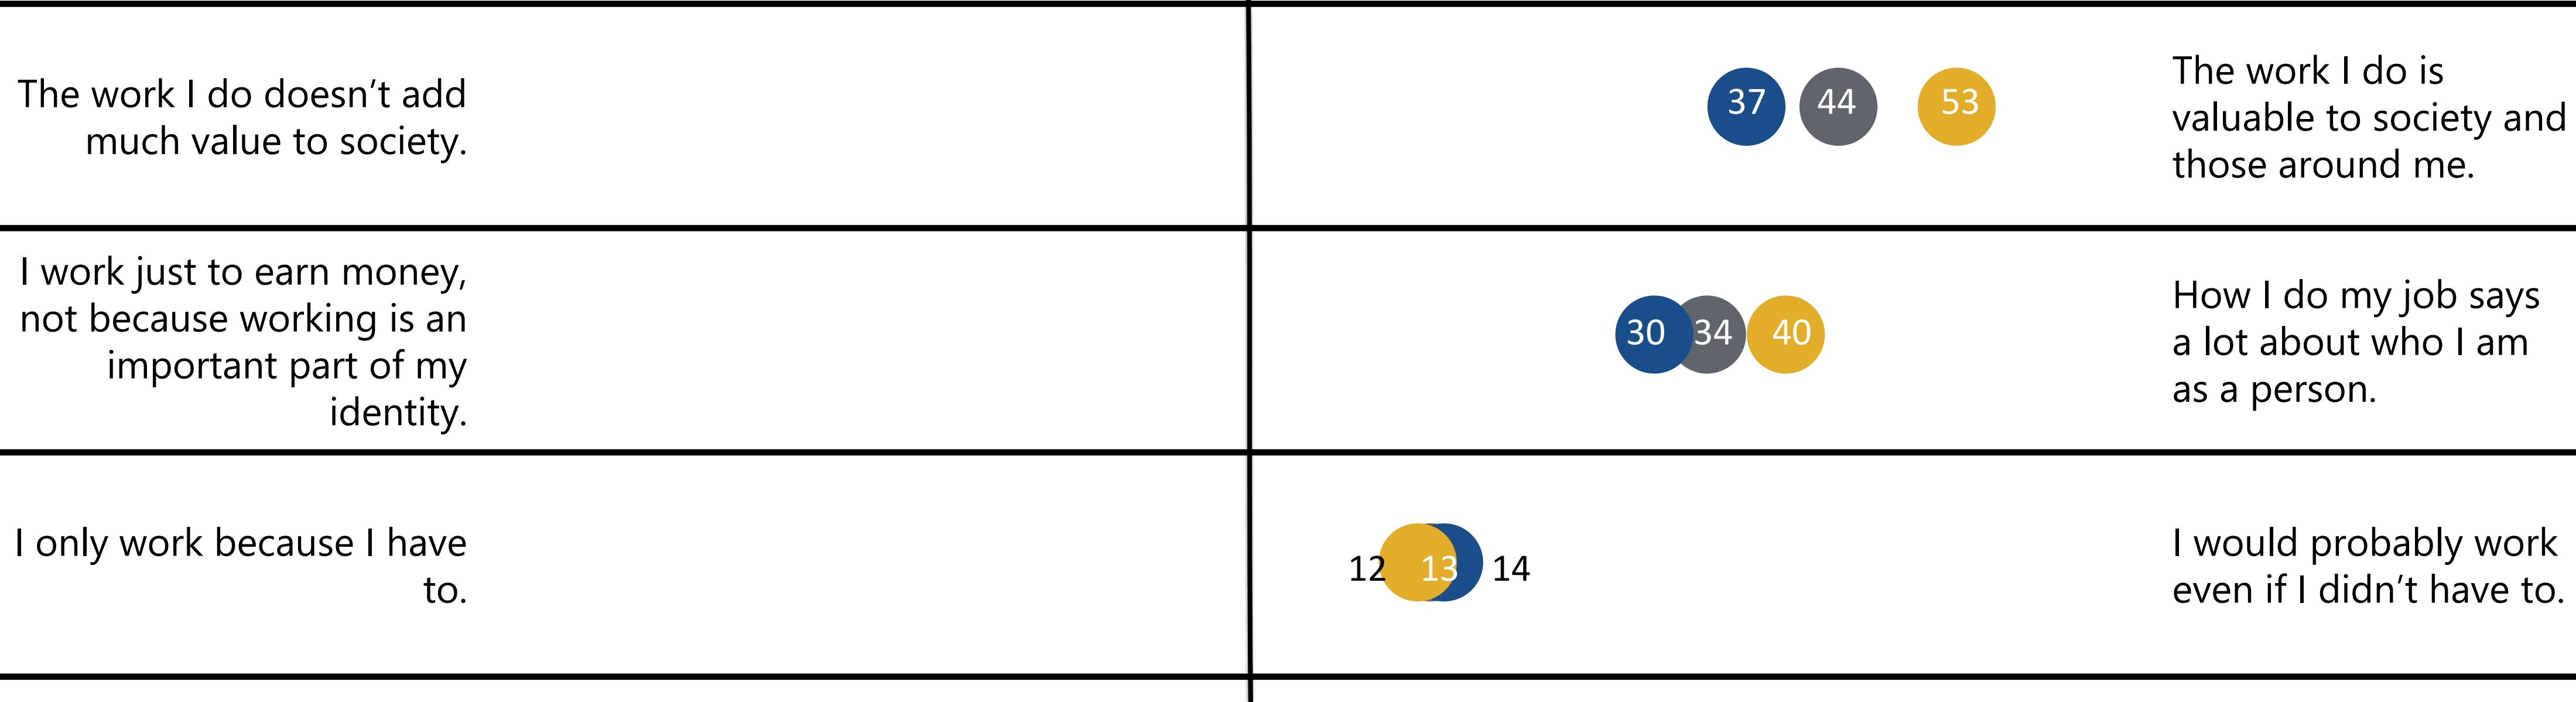 The work I do doesn’t add
much value to society.
37 44 53
The work I do is
valuable to society and
those around me.
I work just to earn money,
not because working is an
important part of my
identity.
30 34 40
How I do my job says
a lot about who I am
as a person.
I only work because I have
to.
12 13 14
I would probably work
even if I didn’t have to.